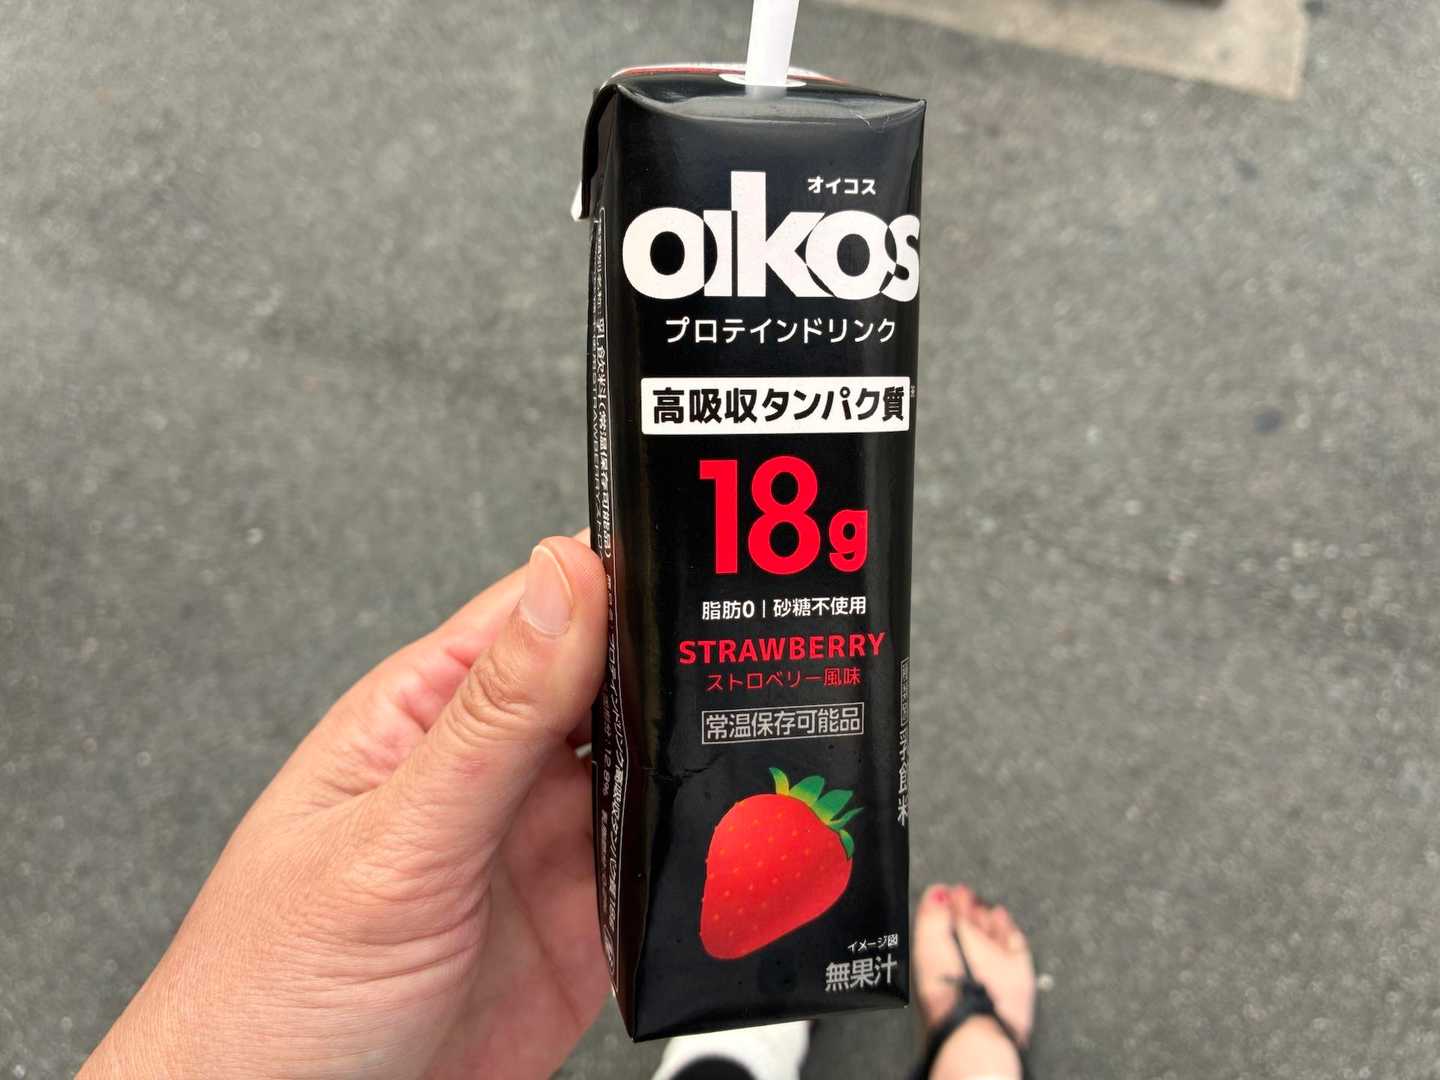 オイコス
oikos
プロテインドリンク
高吸収タンパク質
18g
脂肪0 | 砂糖不使用
STRAWBERRY
ストロベリー風味
常温保存可能品
イメージ図
無果汁